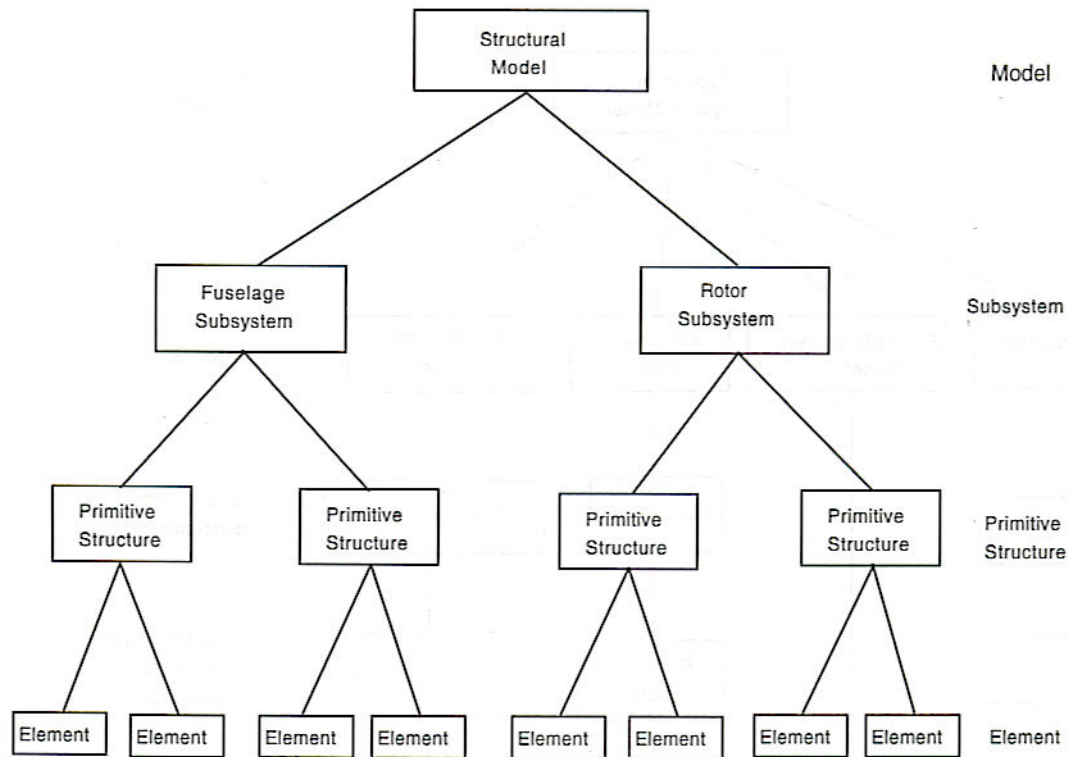 Structural
Model
Model
Fuselage
Subsystem
Rotor
Subsystem
Subsystem
Primitive
Structure
Primitive
Structure
Primitive
Structure
Primitive
Structure
Primitive
Structure
Element
Element
Element
Element
Element
Element
Element
Element
Element